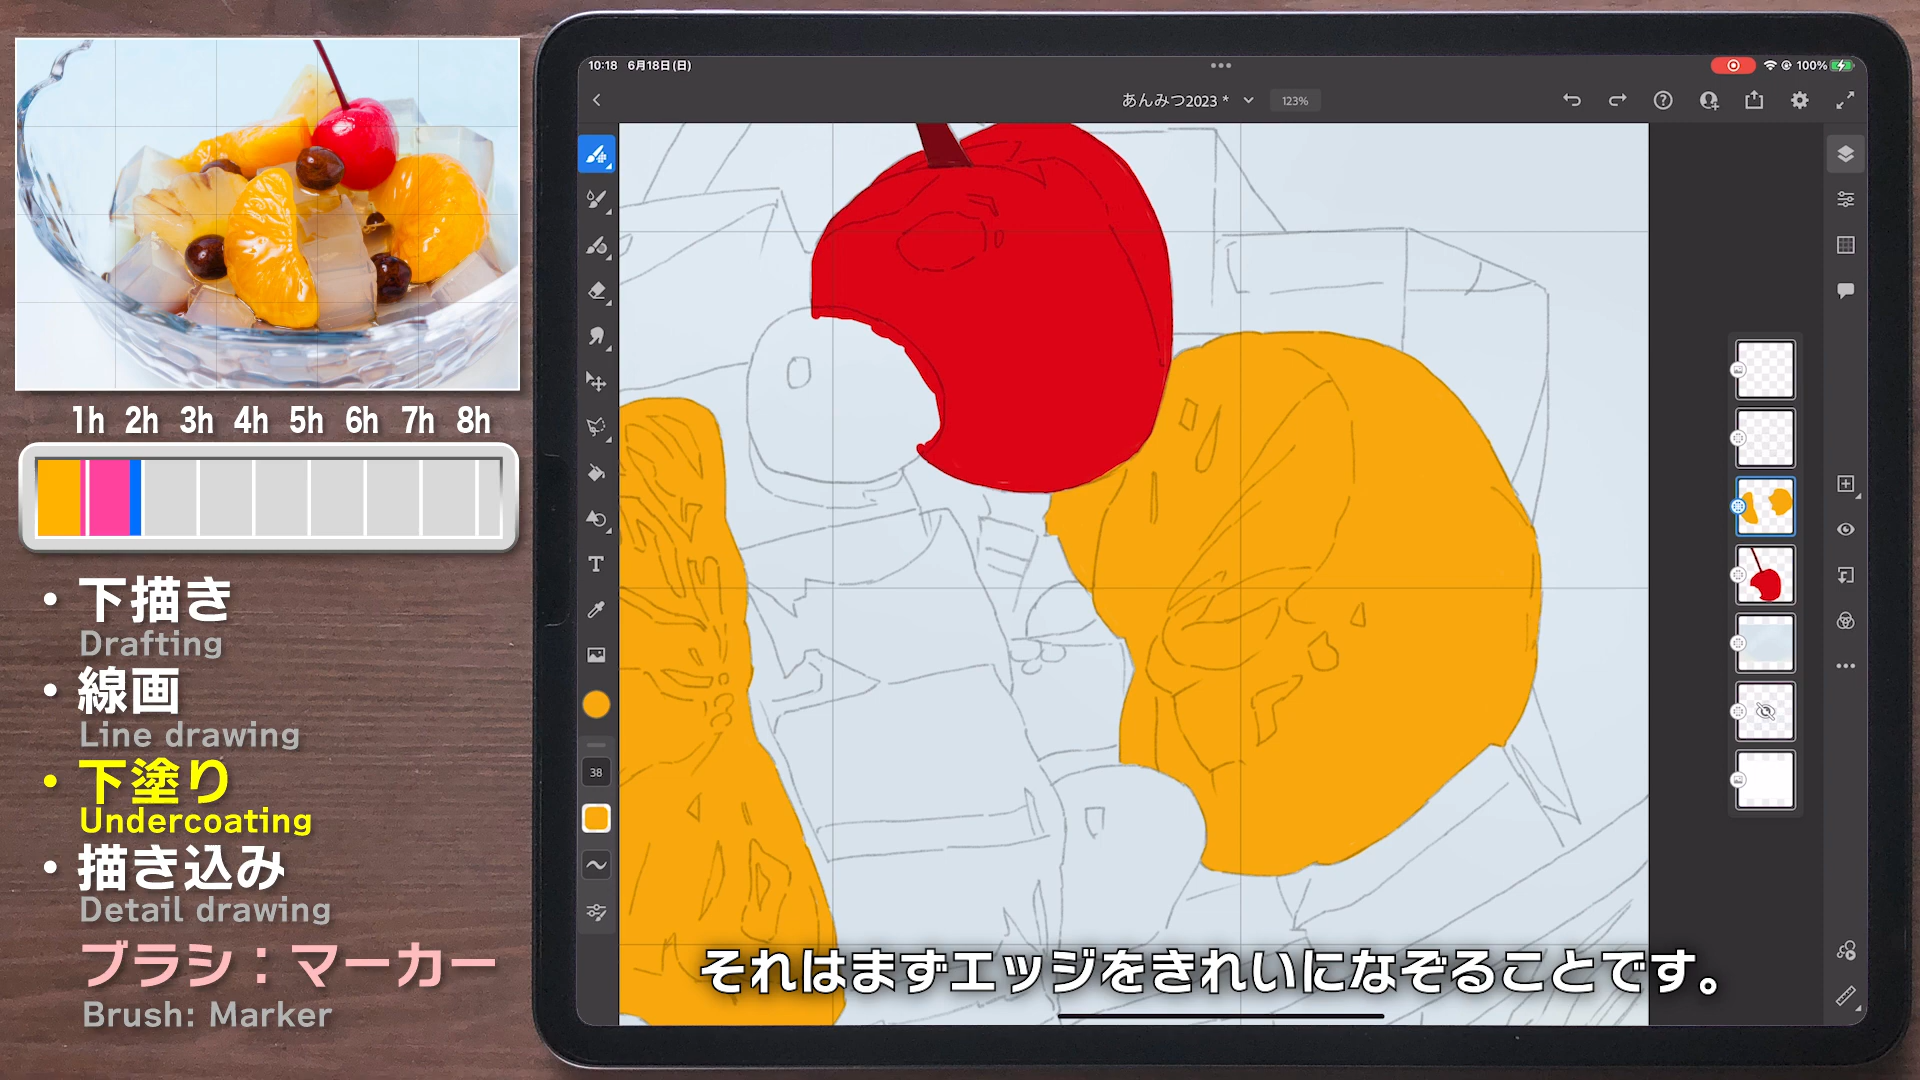 1h 2h 3h 4h 5h 6h 7h 8h
・下描き
Drafting
・線画
Line drawing
・下塗り
Undercoating
・描き込み
Detail drawing
ブラシ：マーカー
Brush: Marker
10:18 6月18日(日)
100%
あんみつ2023 *
123%
T
38
それはまずエッジをきれいになぞることです。